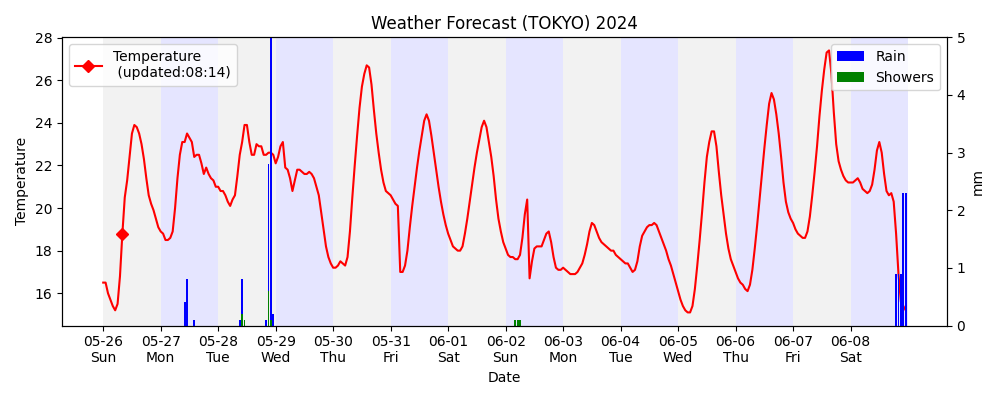 Weather Forecast (TOKYO) 2024
Temperature
(updated:08:14)
Rain
Showers
Temperature
28
26
24
22
20
18
16
5
4
3
2
1
0
mm
05-26 05-27 05-28 05-29 05-30 05-31 06-01 06-02 06-03 06-04 06-05 06-06 06-07 06-08
Sun Mon Tue Wed Thu Fri Sat Sun Mon Tue Wed Thu Fri Sat
Date